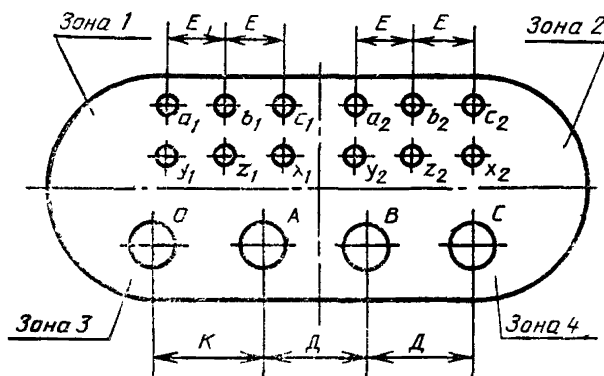 Зона 1 E E E E Зона 2
a₁ b₁ c₁ a₂ b₂ c₂
y₁ z₁ x₁ y₂ z₂ x₂
O A B C
Зона 3 Зона 4
К Д Д